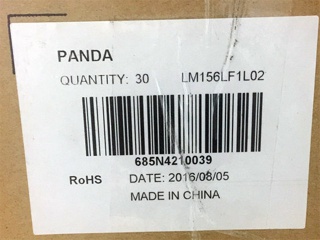 PANDA
QUANTITY: 30 LM156LF1L02
685N4210039
RoHS DATE: 2016/08/05
MADE IN CHINA